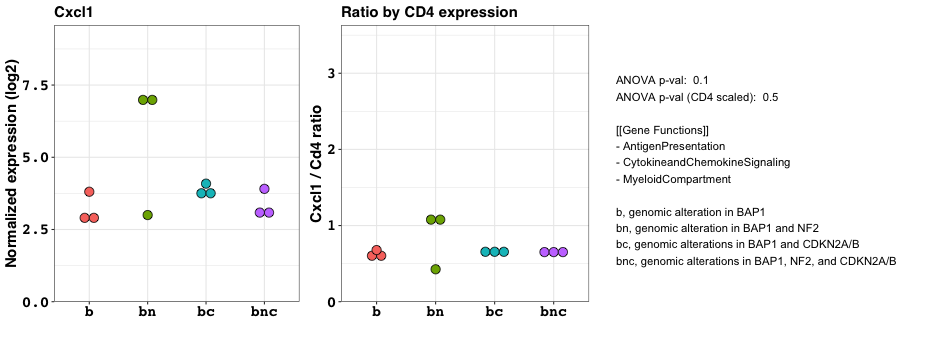 Cxcl1
Normalized expression (log2)
7.5
5.0
2.5
0.0
b bn bc bnc
Ratio by CD4 expression
Cxcl1 / Cd4 ratio
3
2
1
0
b bn bc bnc
ANOVA p-val: 0.1
ANOVA p-val (CD4 scaled): 0.5
[[Gene Functions]]
- AntigenPresentation
- CytokineandChemokineSignaling
- MyeloidCompartment
b, genomic alteration in BAP1
bn, genomic alteration in BAP1 and NF2
bc, genomic alterations in BAP1 and CDKN2A/B
bnc, genomic alterations in BAP1, NF2, and CDKN2A/B